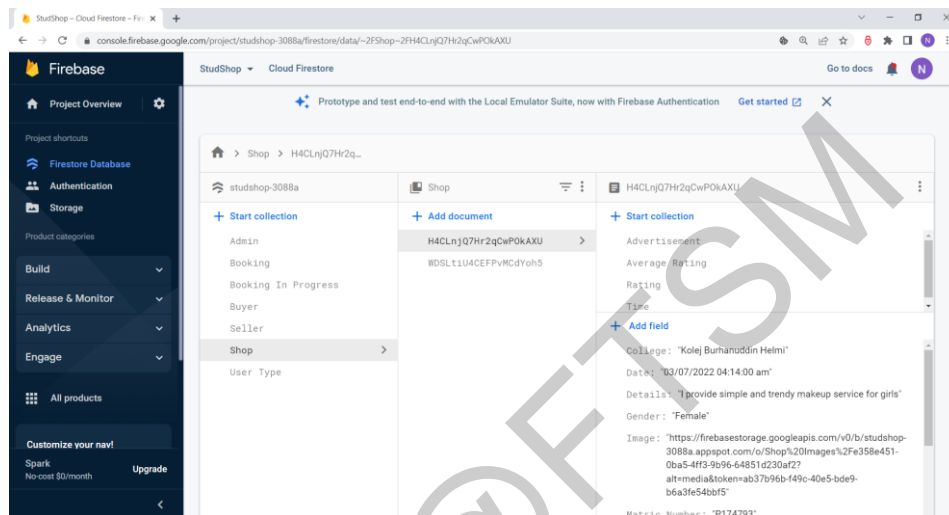 StudShop – Cloud Firestore – Fire
console.firebase.google.com/project/studshop-3088a/firestore/data/~2FShop~2FH4CLnjQ7Hr2qCwPOkAXU
N
Firebase
StudShop
Cloud Firestore
Go to docs
N
Project Overview
Prototype and test end-to-end with the Local Emulator Suite, now with Firebase Authentication
Get started
Project shortcuts
Firestore Database
Authentication
Storage
Product categories
Build
Release & Monitor
Analytics
Engage
All products
Customize your nav!
Spark
No-cost $0/month
Upgrade
> Shop > H4CLnjQ7Hr2q…
studshop-3088a
+ Start collection
Admin
Booking
Booking In Progress
Buyer
Seller
Shop
User Type
Shop
+ Add document
H4CLnjQ7Hr2qCwPOkAXU
WDSLtiU4CEFPvMCdYoh5
H4CLnjQ7Hr2qCwPOkAXU
+ Start collection
Advertisement
Average Rating
Rating
Time
+ Add field
College: "Kolej Burhanuddin Helmi"
Date: "03/07/2022 04:14:00 am"
Details: "I provide simple and trendy makeup service for girls"
Gender: "Female"
Image: "https://firebasestorage.googleapis.com/v0/b/studshop-
3088a.appspot.com/o/Shop%20Images%2Fe358e451-
0ba5-4ff3-9b96-64851d230af2?
alt=media&token=ab37b96b-f49c-40e5-bde9-
b6a3fe54bbf5"
Matric Number: "P174793"
@FTSM